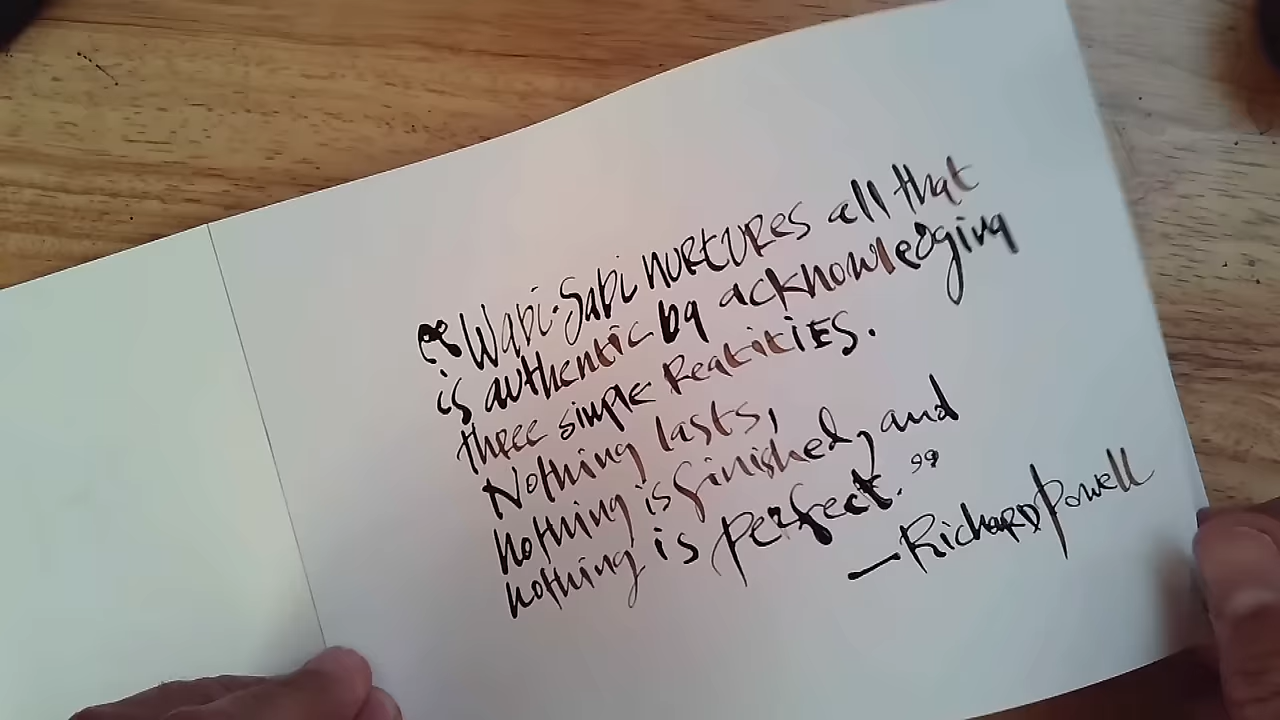 “Wabi-Sabi nurtures all that
is authentic by acknowledging
three simple realities.
Nothing lasts,
nothing is finished, and
nothing is perfect.”
—Richard Powell